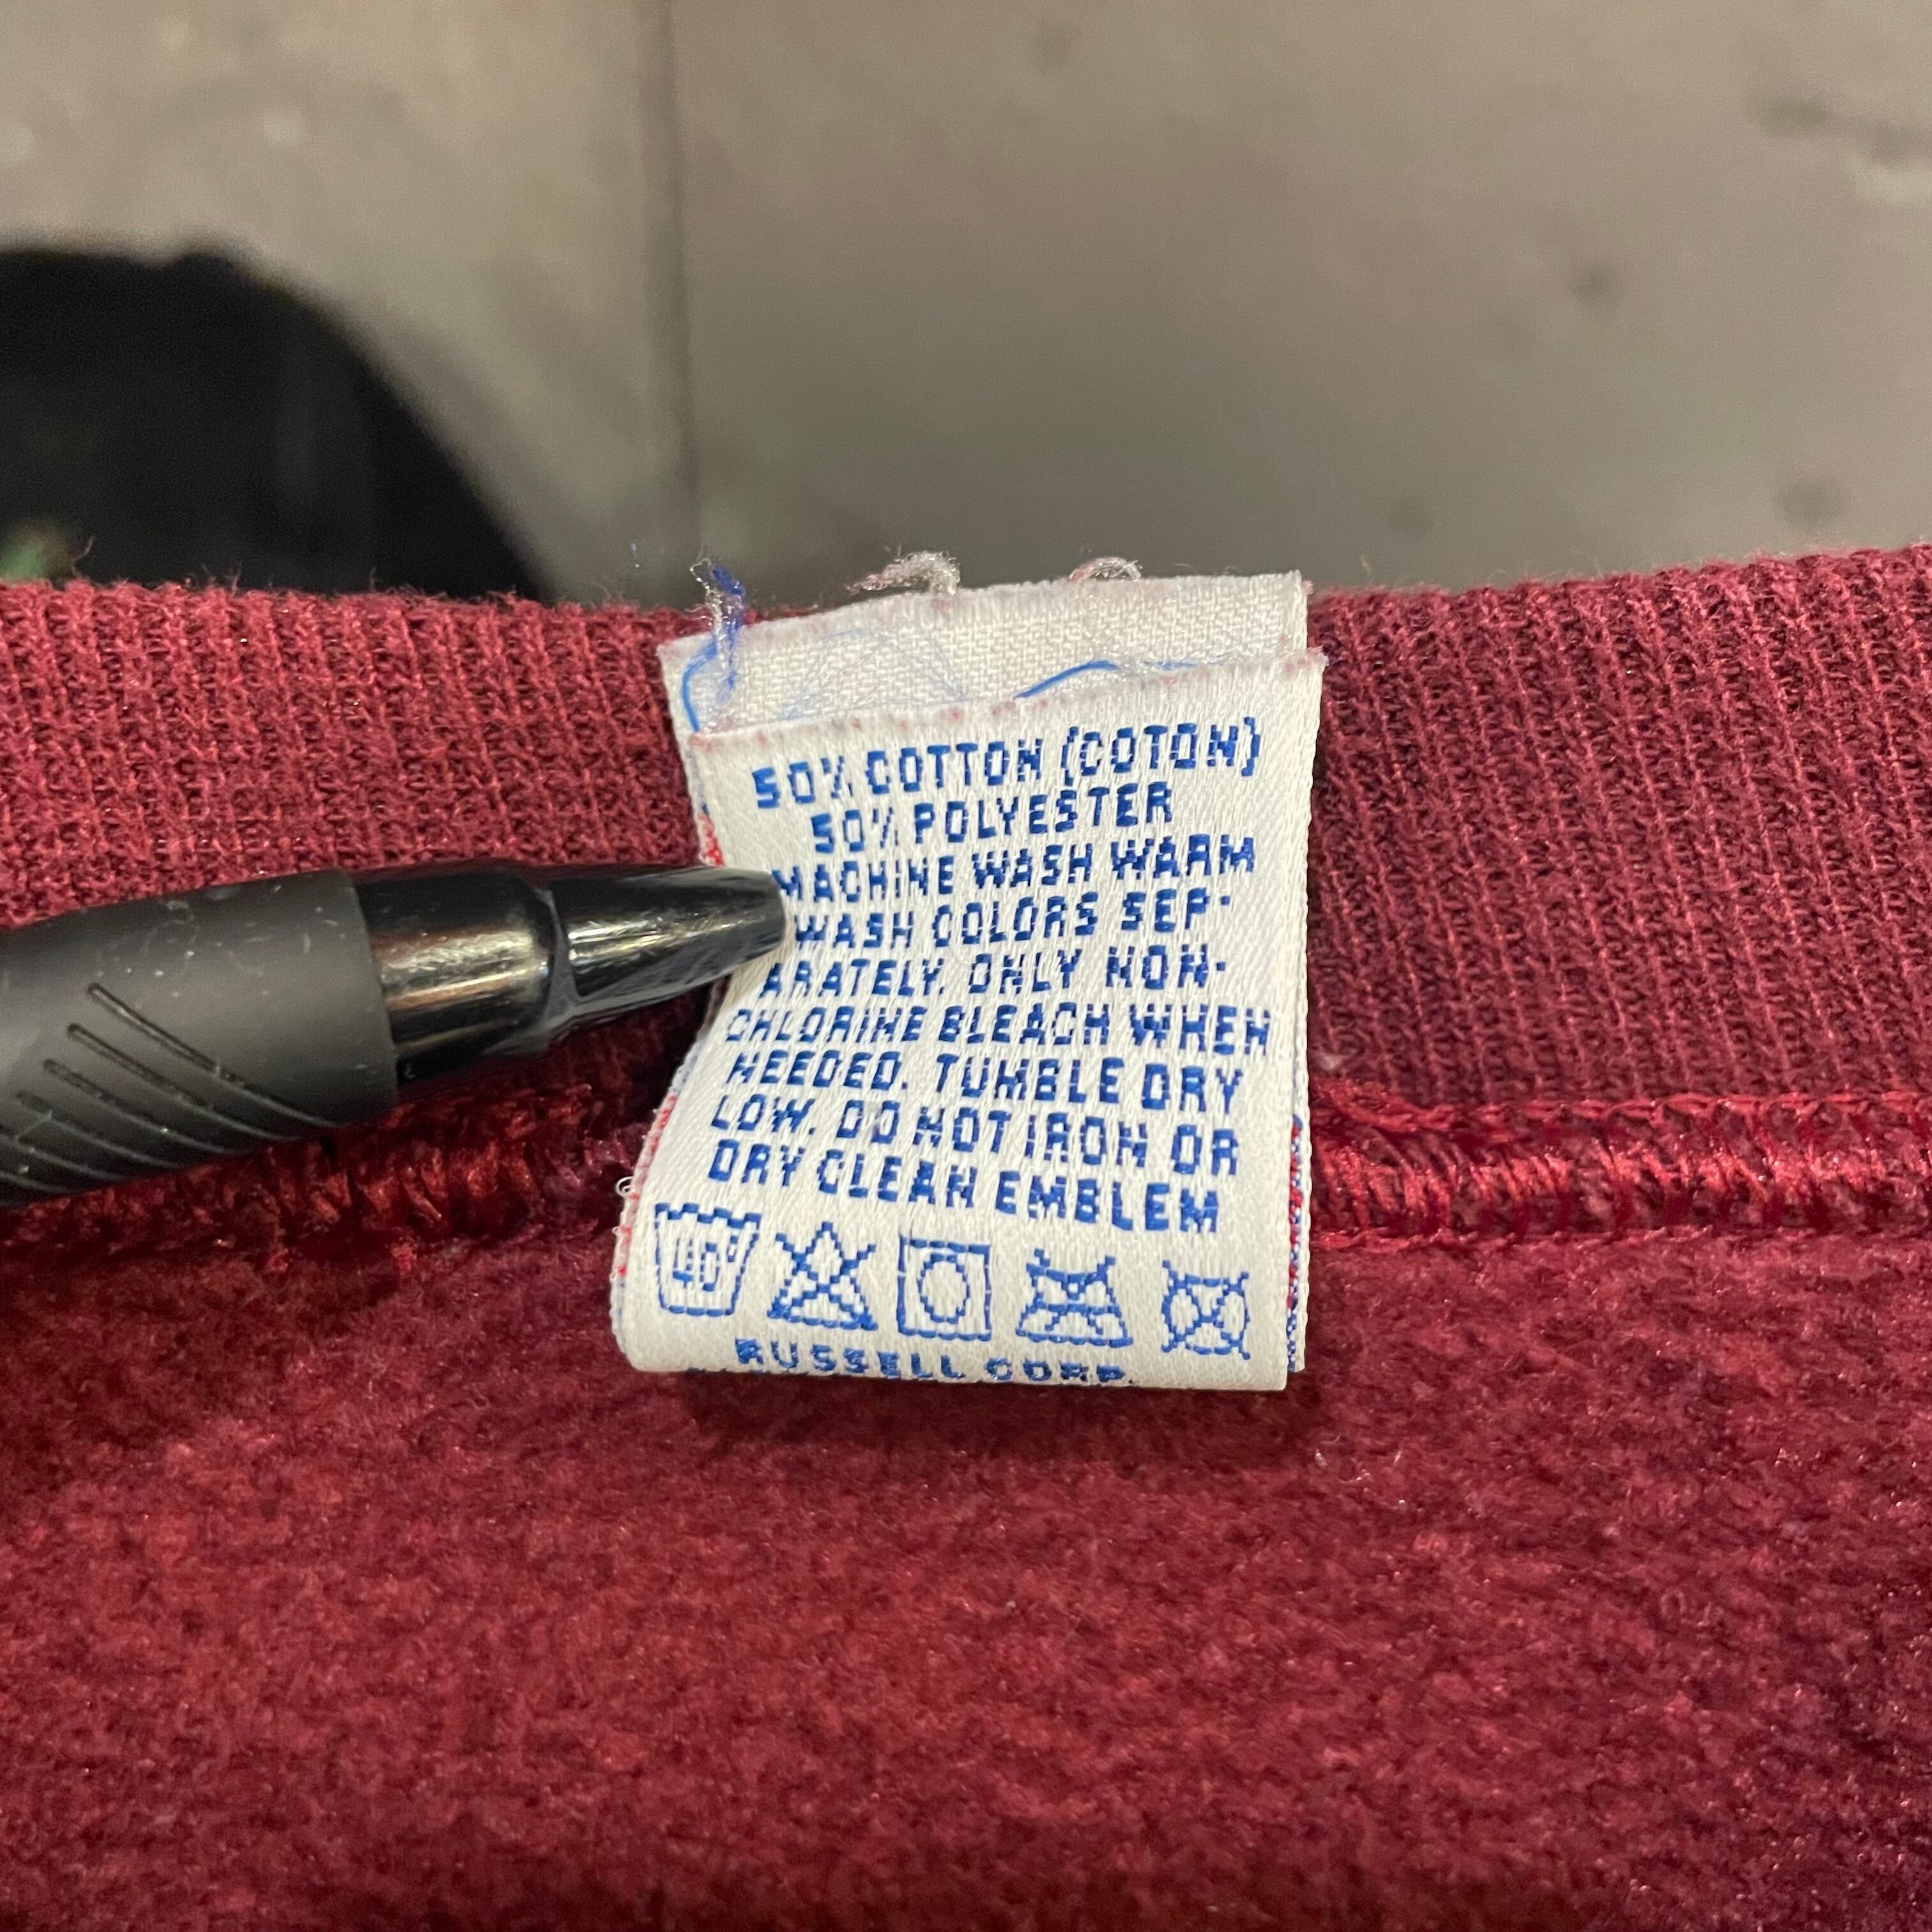 50% COTTON (COTON)
50% POLYESTER
MACHINE WASH WARM
WASH COLORS SEP-
ARATELY. ONLY NON-
CHLORINE BLEACH WHEN
NEEDED. TUMBLE DRY
LOW. DO NOT IRON OR
DRY CLEAN EMBLEM
40°
RUSSELL CORP.